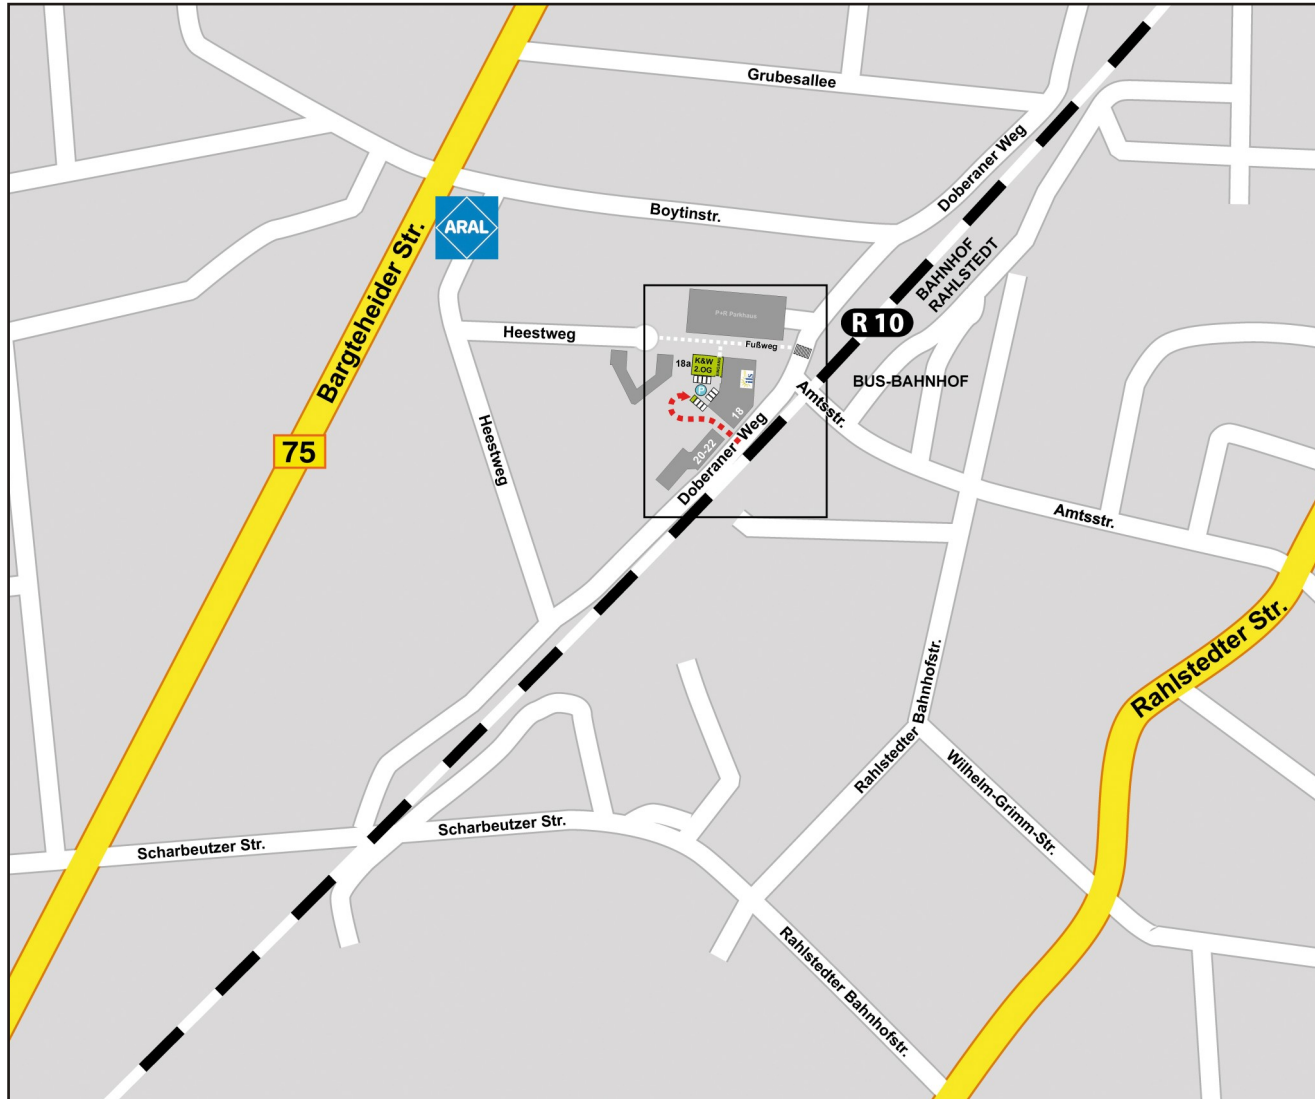 Grubesallee
Doberaner Weg
Boytinstr.
ARAL
Bargteheider Str.
BAHNHOF
RAHLSTEDT
R 10
P+R Parkhaus
Heestweg
Fußweg
18a
K&W
2.OG
ils
P
18
BUS-BAHNHOF
Amtsstr.
20-22
Doberaner Weg
75
Heestweg
Amtsstr.
Rahlstedter Str.
Rahlstedter Bahnhofstr.
Wilhelm-Grimm-Str.
Scharbeutzer Str.
Scharbeutzer Str.
Rahlstedter Bahnhofstr.